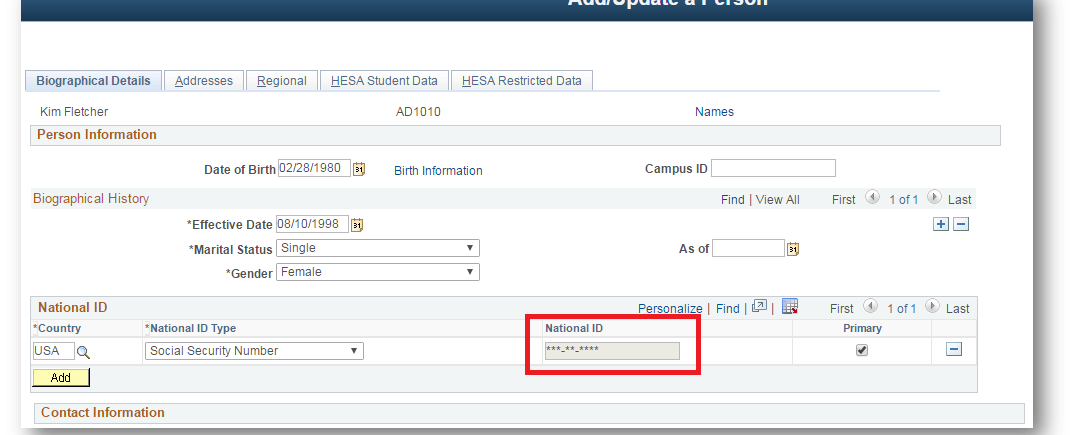 Add/Update a Person
Biographical Details Addresses Regional HESA Student Data HESA Restricted Data
Kim Fletcher AD1010 Names
Person Information
Date of Birth 02/28/1980 31 Birth Information Campus ID
Biographical History Find | View All First 1 of 1 Last
*Effective Date 08/10/1998 31
*Marital Status Single As of 31
*Gender Female
National ID Personalize | Find | | First 1 of 1 Last
*Country *National ID Type National ID Primary
USA Social Security Number ***-**-****
Add
Contact Information